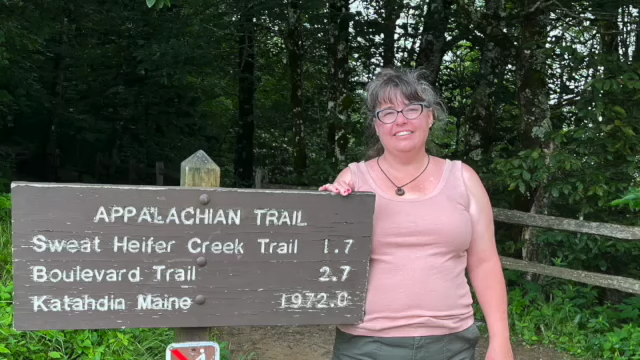 APPALACHIAN TRAIL
Sweat Heifer Creek Trail 1.7
Boulevard Trail 2.7
Katahdin Maine 1972.0